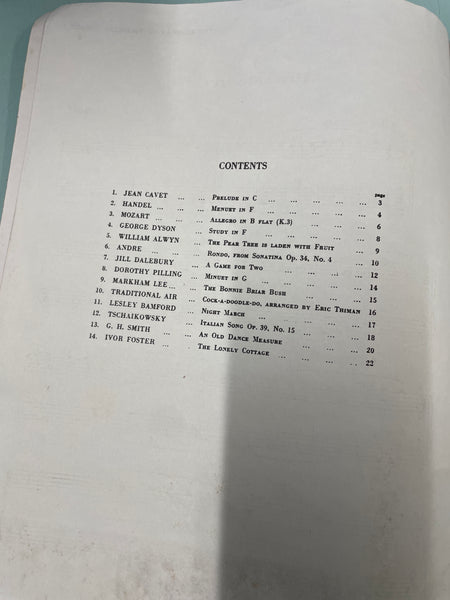 CONTENTS
page
1. JEAN CAVET ... ... PRELUDE IN C ... ... ... ... ... 3
2. HANDEL ... ... ... MENUET IN F ... ... ... ... ... 4
3. MOZART ... ... ... ALLEGRO IN B FLAT (K.3) ... ... ... 6
4. GEORGE DYSON ... STUDY IN F ... ... ... ... ... 8
5. WILLIAM ALWYN ... THE PEAR TREE IS LADEN WITH FRUIT ... 9
6. ANDRE ... ... ... RONDO, FROM SONATINA OP. 34, NO. 4 ... 10
7. JILL DALEBURY ... A GAME FOR TWO ... ... ... ... 12
8. DOROTHY PILLING ... MINUET IN G ... ... ... ... ... 14
9. MARKHAM LEE ... ... THE BONNIE BRIAR BUSH ... ... ... 15
10. TRADITIONAL AIR ... COCK-A-DOODLE-DO, ARRANGED BY ERIC THIMAN 16
11. LESLEY BAMFORD ... NIGHT MARCH ... ... ... ... ... 17
12. TSCHAIKOWSKY ... ITALIAN SONG OP. 39, NO. 15 ... ... ... 18
13. G. H. SMITH ... ... AN OLD DANCE MEASURE ... ... ... 20
14. IVOR FOSTER ... ... THE LONELY COTTAGE ... ... ... ... 22